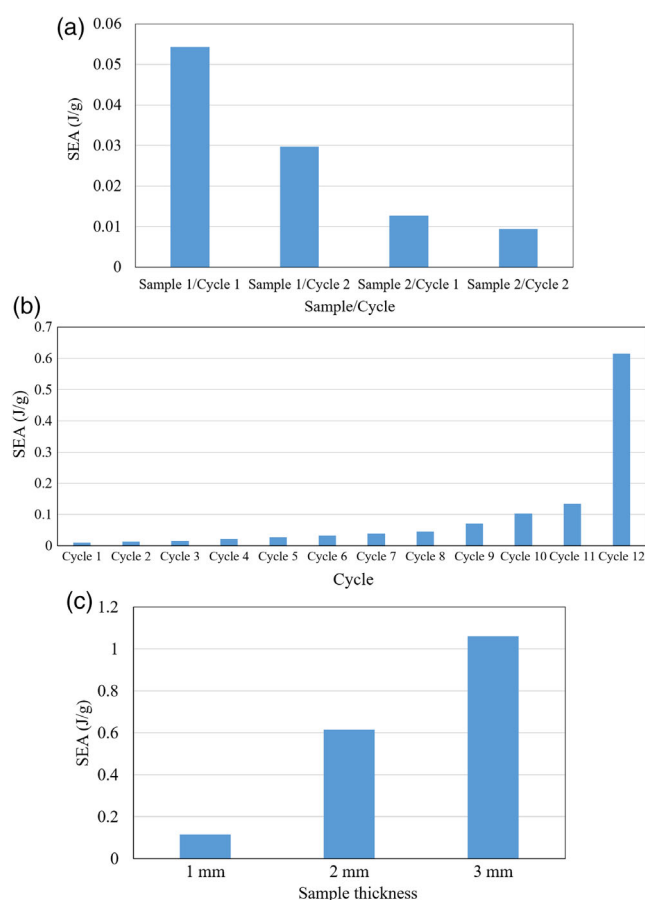 (a)
0.06
0.05
0.04
0.03
0.02
0.01
0
SEA (J/g)
Sample 1/Cycle 1 Sample 1/Cycle 2 Sample 2/Cycle 1 Sample 2/Cycle 2
Sample/Cycle
(b)
0.7
0.6
0.5
0.4
0.3
0.2
0.1
0
SEA (J/g)
Cycle 1 Cycle 2 Cycle 3 Cycle 4 Cycle 5 Cycle 6 Cycle 7 Cycle 8 Cycle 9 Cycle 10 Cycle 11 Cycle 12
Cycle
(c)
1.2
1
0.8
0.6
0.4
0.2
0
SEA (J/g)
1 mm 2 mm 3 mm
Sample thickness